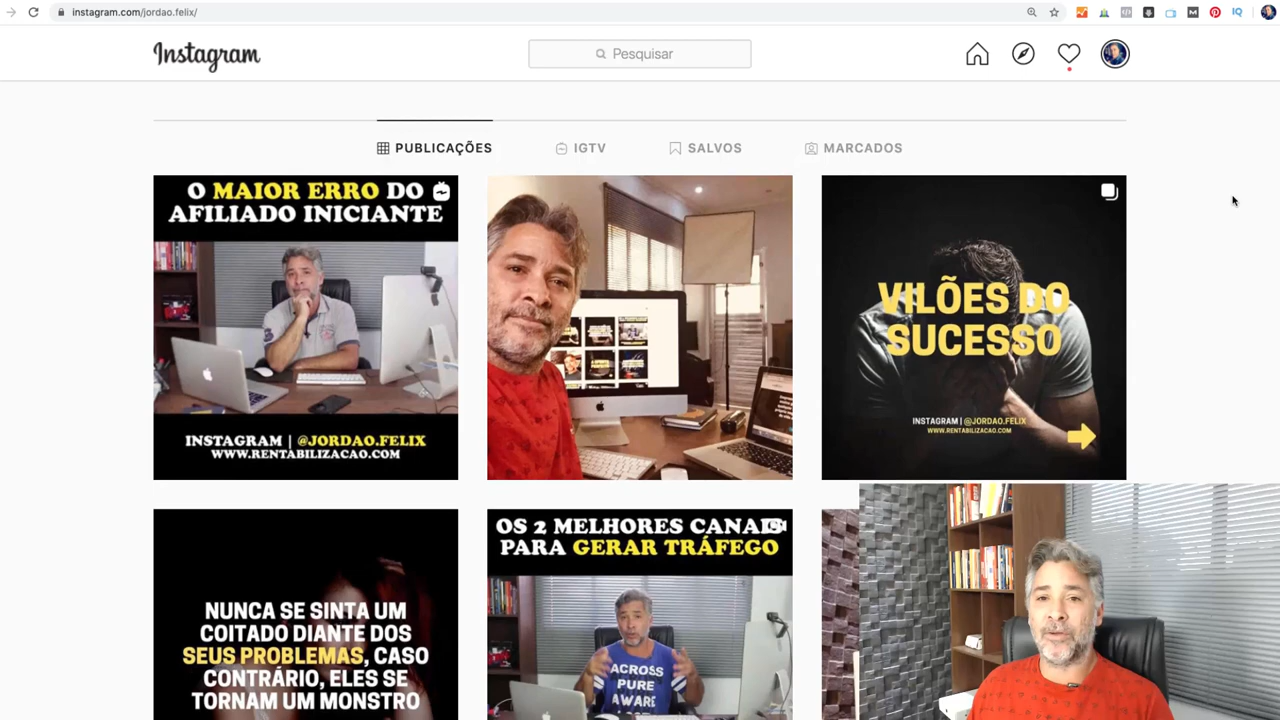 instagram.com/jordao.felix/
Instagram
Pesquisar
PUBLICAÇÕES
IGTV
SALVOS
MARCADOS
O MAIOR ERRO DO
AFILIADO INICIANTE
INSTAGRAM | @JORDAO.FELIX
WWW.RENTABILIZACAO.COM
VILÕES DO
SUCESSO
INSTAGRAM | @JORDAO.FELIX
WWW.RENTABILIZACAO.COM
NUNCA SE SINTA UM
COITADO DIANTE DOS
SEUS PROBLEMAS, CASO
CONTRÁRIO, ELES SE
TORNAM UM MONSTRO
OS 2 MELHORES CANAIS
PARA GERAR TRÁFEGO
ACROSS
PURE
AWARE